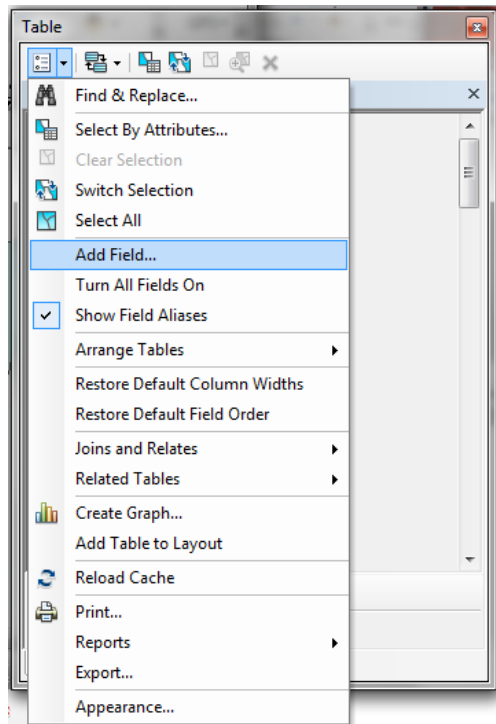 Table
Find & Replace...
Select By Attributes...
Clear Selection
Switch Selection
Select All
Add Field...
Turn All Fields On
Show Field Aliases
Arrange Tables
Restore Default Column Widths
Restore Default Field Order
Joins and Relates
Related Tables
Create Graph...
Add Table to Layout
Reload Cache
Print...
Reports
Export...
Appearance...